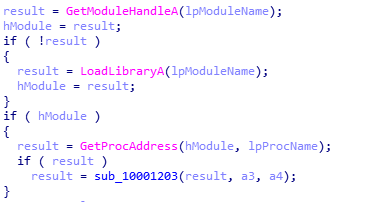 result = GetModuleHandleA(lpModuleName);
hModule = result;
if ( !result )
{
result = LoadLibraryA(lpModuleName);
hModule = result;
}
if ( hModule )
{
result = GetProcAddress(hModule, lpProcName);
if ( result )
result = sub_10001203(result, a3, a4);
}